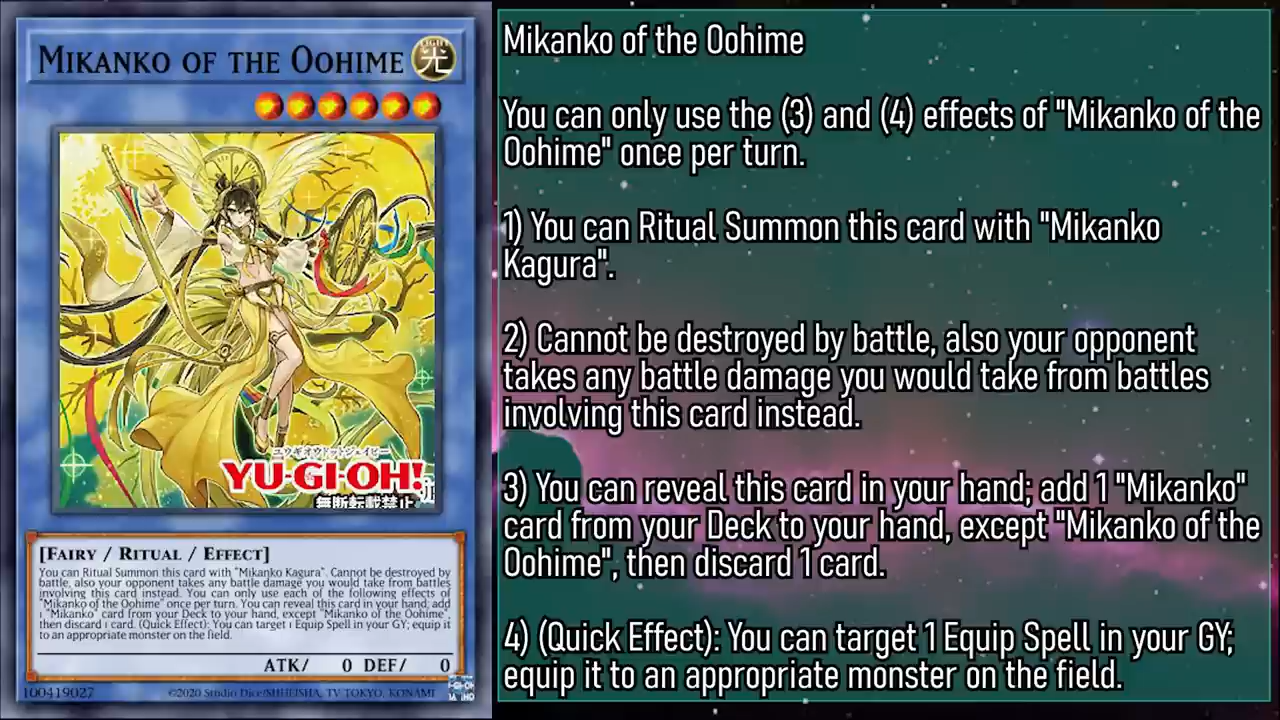 MIKANKO OF THE OOHIME
LIGHT
光
[FAIRY / RITUAL / EFFECT]
You can Ritual Summon this card with "Mikanko Kagura". Cannot be destroyed by
battle, also your opponent takes any battle damage you would take from battles
involving this card instead. You can only use each of the following effects of
"Mikanko of the Oohime" once per turn. You can reveal this card in your hand, add
1 "Mikanko" card from your Deck to your hand, except "Mikanko of the Oohime",
then discard 1 card. (Quick Effect): You can target 1 Equip Spell in your GY; equip it
to an appropriate monster on the field.
ATK/ 0 DEF/ 0
100419027
©2020 Studio Dice/SHUEISHA, TV TOKYO, KONAMI
YU-GI-OH!
無断転載禁止
Mikanko of the Oohime
You can only use the (3) and (4) effects of "Mikanko of the
Oohime" once per turn.
1) You can Ritual Summon this card with "Mikanko
Kagura".
2) Cannot be destroyed by battle, also your opponent
takes any battle damage you would take from battles
involving this card instead.
3) You can reveal this card in your hand; add 1 "Mikanko"
card from your Deck to your hand, except "Mikanko of the
Oohime", then discard 1 card.
4) (Quick Effect): You can target 1 Equip Spell in your GY;
equip it to an appropriate monster on the field.